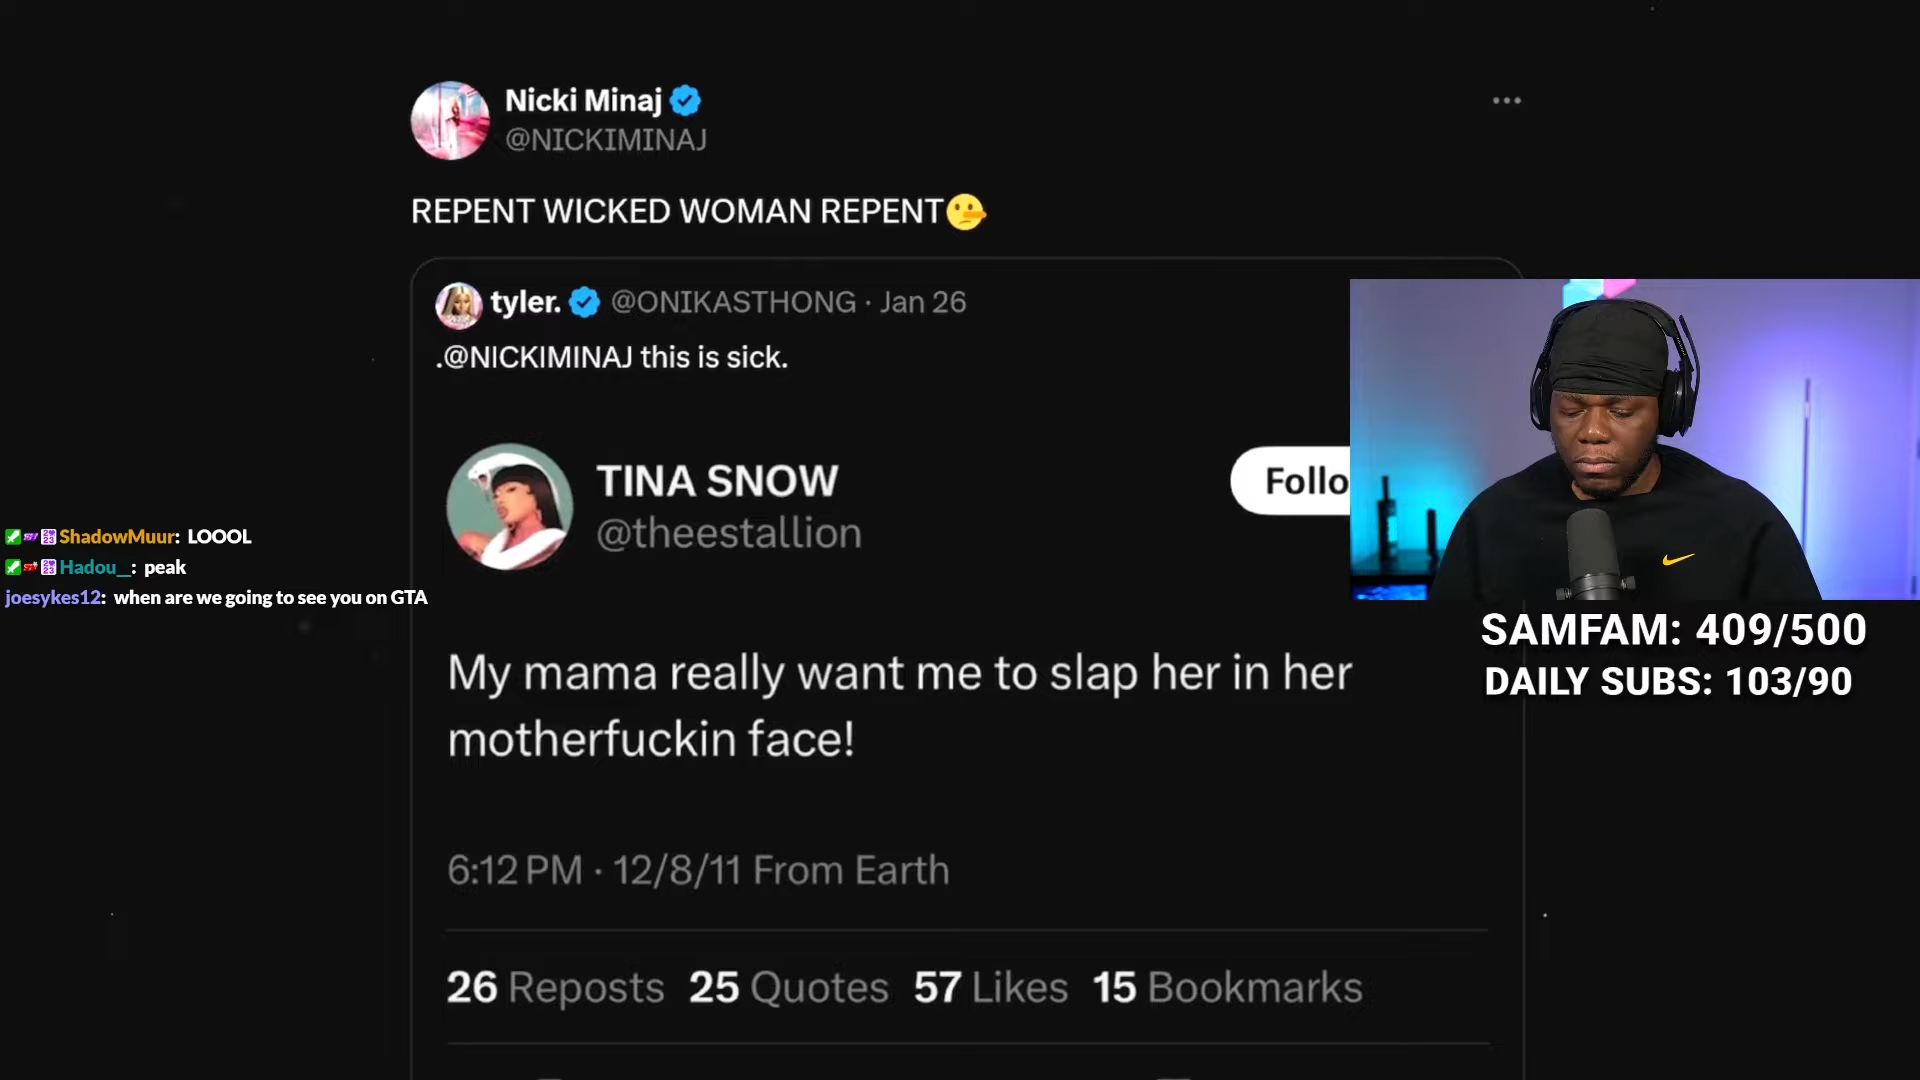 Nicki Minaj
@NICKIMINAJ
REPENT WICKED WOMAN REPENT
tyler. @ONIKASTHONG · Jan 26
.@NICKIMINAJ this is sick.
TINA SNOW
@theestallion
Follo
My mama really want me to slap her in her
motherfuckin face!
6:12 PM · 12/8/11 From Earth
26 Reposts 25 Quotes 57 Likes 15 Bookmarks
ShadowMuur: LOOOL
Hadou__: peak
joesykes12: when are we going to see you on GTA
SAMFAM: 409/500
DAILY SUBS: 103/90